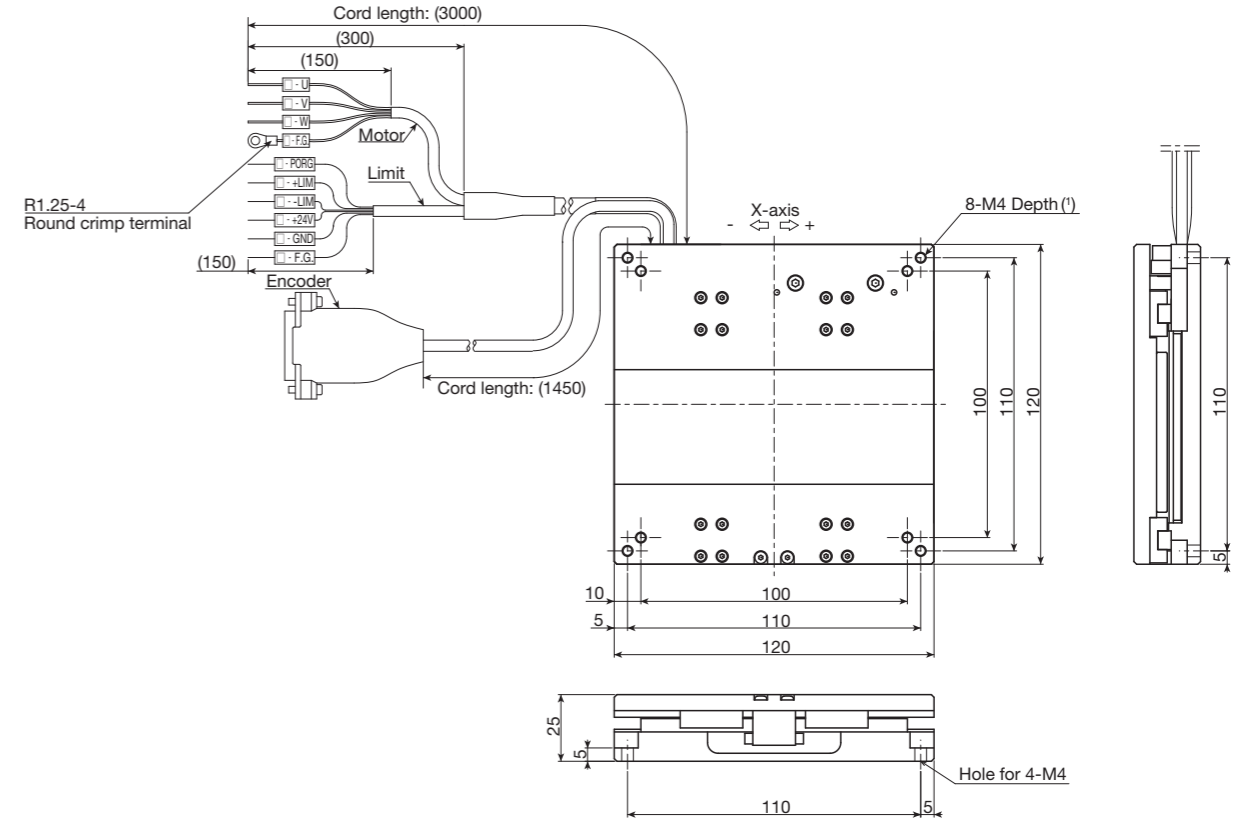 Cord length: (3000)
(300)
(150)
□ - U
□ - V
□ - W
□ - F.G.
Motor
□ - PORG
□ - +LIM
□ - -LIM
□ - +24V
□ - GND
□ - F.G.
Limit
R1.25-4
Round crimp terminal
(150)
Encoder
Cord length: (1450)
X-axis
- +
8-M4 Depth (¹)
100
110
120
110
5
10
100
5
110
120
25
5
Hole for 4-M4
110
5